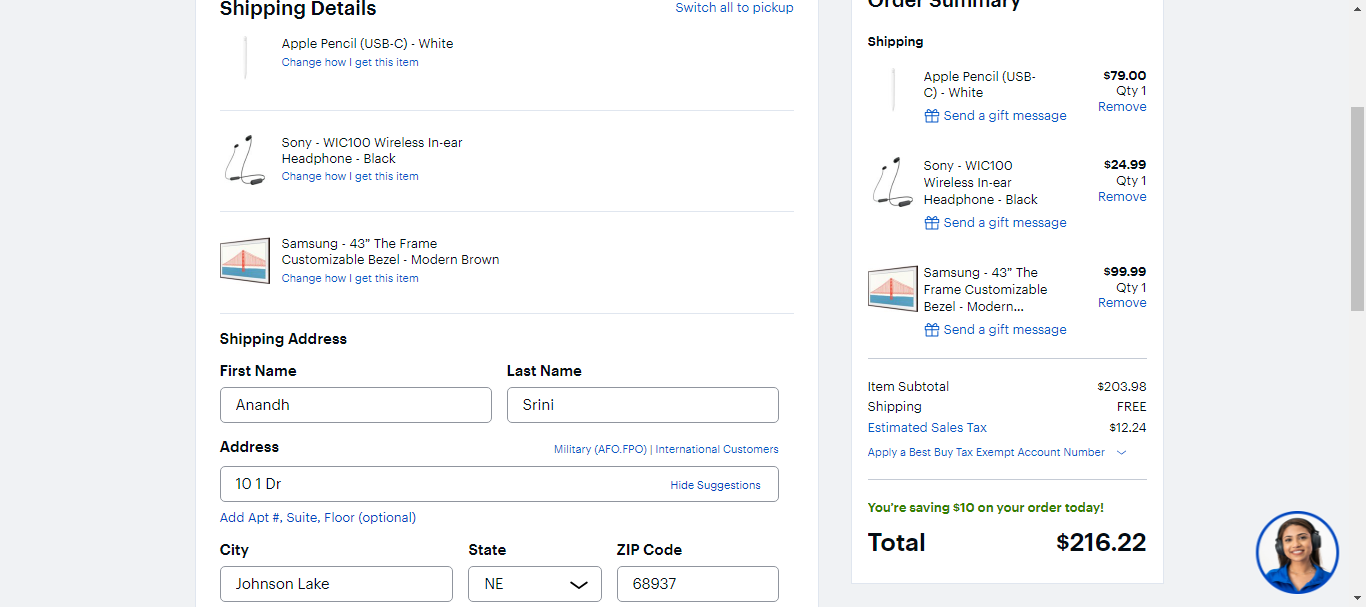 Shipping Details
Switch all to pickup
Apple Pencil (USB-C) - White
Change how I get this item
Sony - WIC100 Wireless In-ear
Headphone - Black
Change how I get this item
Samsung - 43” The Frame
Customizable Bezel - Modern Brown
Change how I get this item
Shipping Address
First Name
Last Name
Anandh
Srini
Address
Military (AFO.FPO) | International Customers
10 1 Dr
Hide Suggestions
Add Apt #, Suite, Floor (optional)
City
State
ZIP Code
Johnson Lake
NE
68937
Order Summary
Shipping
Apple Pencil (USB-
C) - White
$79.00
Qty 1
Remove
Send a gift message
Sony - WIC100
Wireless In-ear
Headphone - Black
$24.99
Qty 1
Remove
Send a gift message
Samsung - 43” The
Frame Customizable
Bezel - Modern...
$99.99
Qty 1
Remove
Send a gift message
Item Subtotal $203.98
Shipping FREE
Estimated Sales Tax $12.24
Apply a Best Buy Tax Exempt Account Number
You're saving $10 on your order today!
Total $216.22